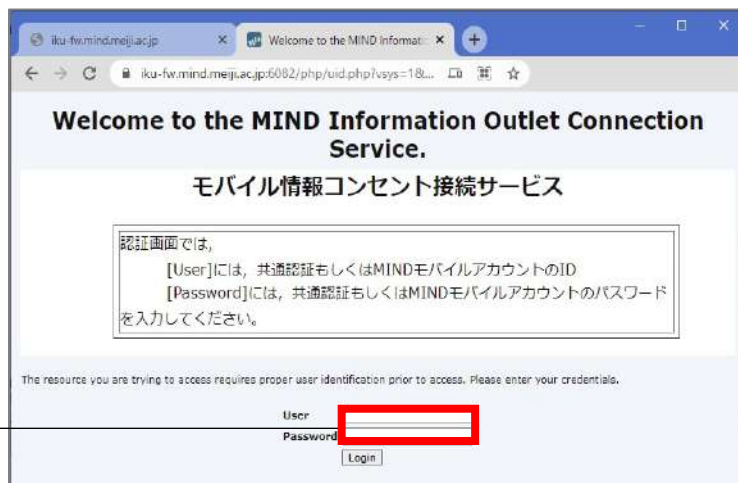 iku-fw.mind.meiji.ac.jp
Welcome to the MIND Informati
iku-fw.mind.meiji.ac.jp:6082/php/uid.php?vsys=1&...
Welcome to the MIND Information Outlet Connection
Service.
モバイル情報コンセント接続サービス
認証画面では,
[User]には, 共通認証もしくはMINDモバイルアカウントのID
[Password]には, 共通認証もしくはMINDモバイルアカウントのパスワード
を入力してください。
The resource you are trying to access requires proper user identification prior to access. Please enter your credentials.
User
Password
Login